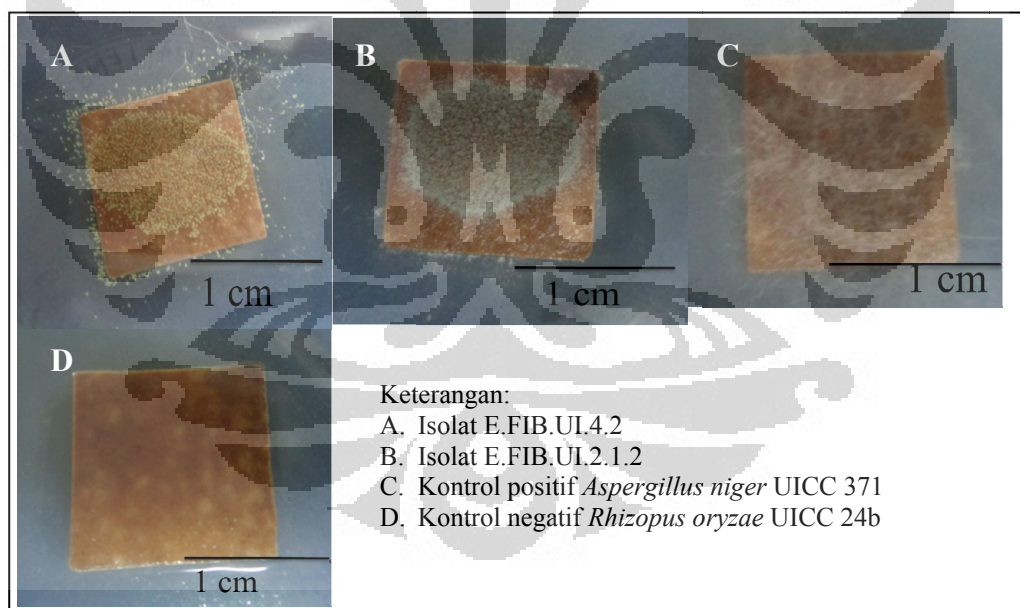 A
B
C
1 cm
1 cm
1 cm
D
1 cm
Keterangan:
A. Isolat E.FIB.UI.4.2
B. Isolat E.FIB.UI.2.1.2
C. Kontrol positif Aspergillus niger UICC 371
D. Kontrol negatif Rhizopus oryzae UICC 24b